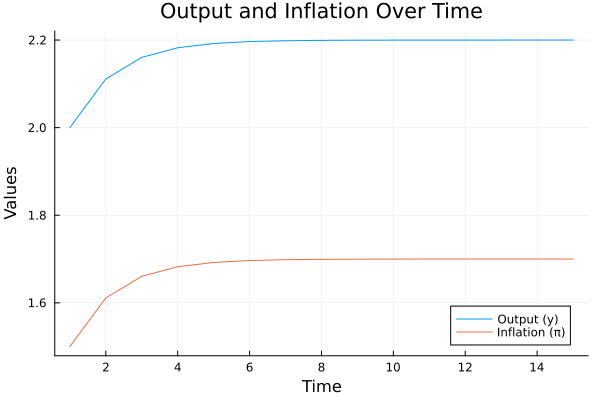 Output and Inflation Over Time
Values
2.2
2.0
1.8
1.6
Output (y)
Inflation (π)
2 4 6 8 10 12 14
Time